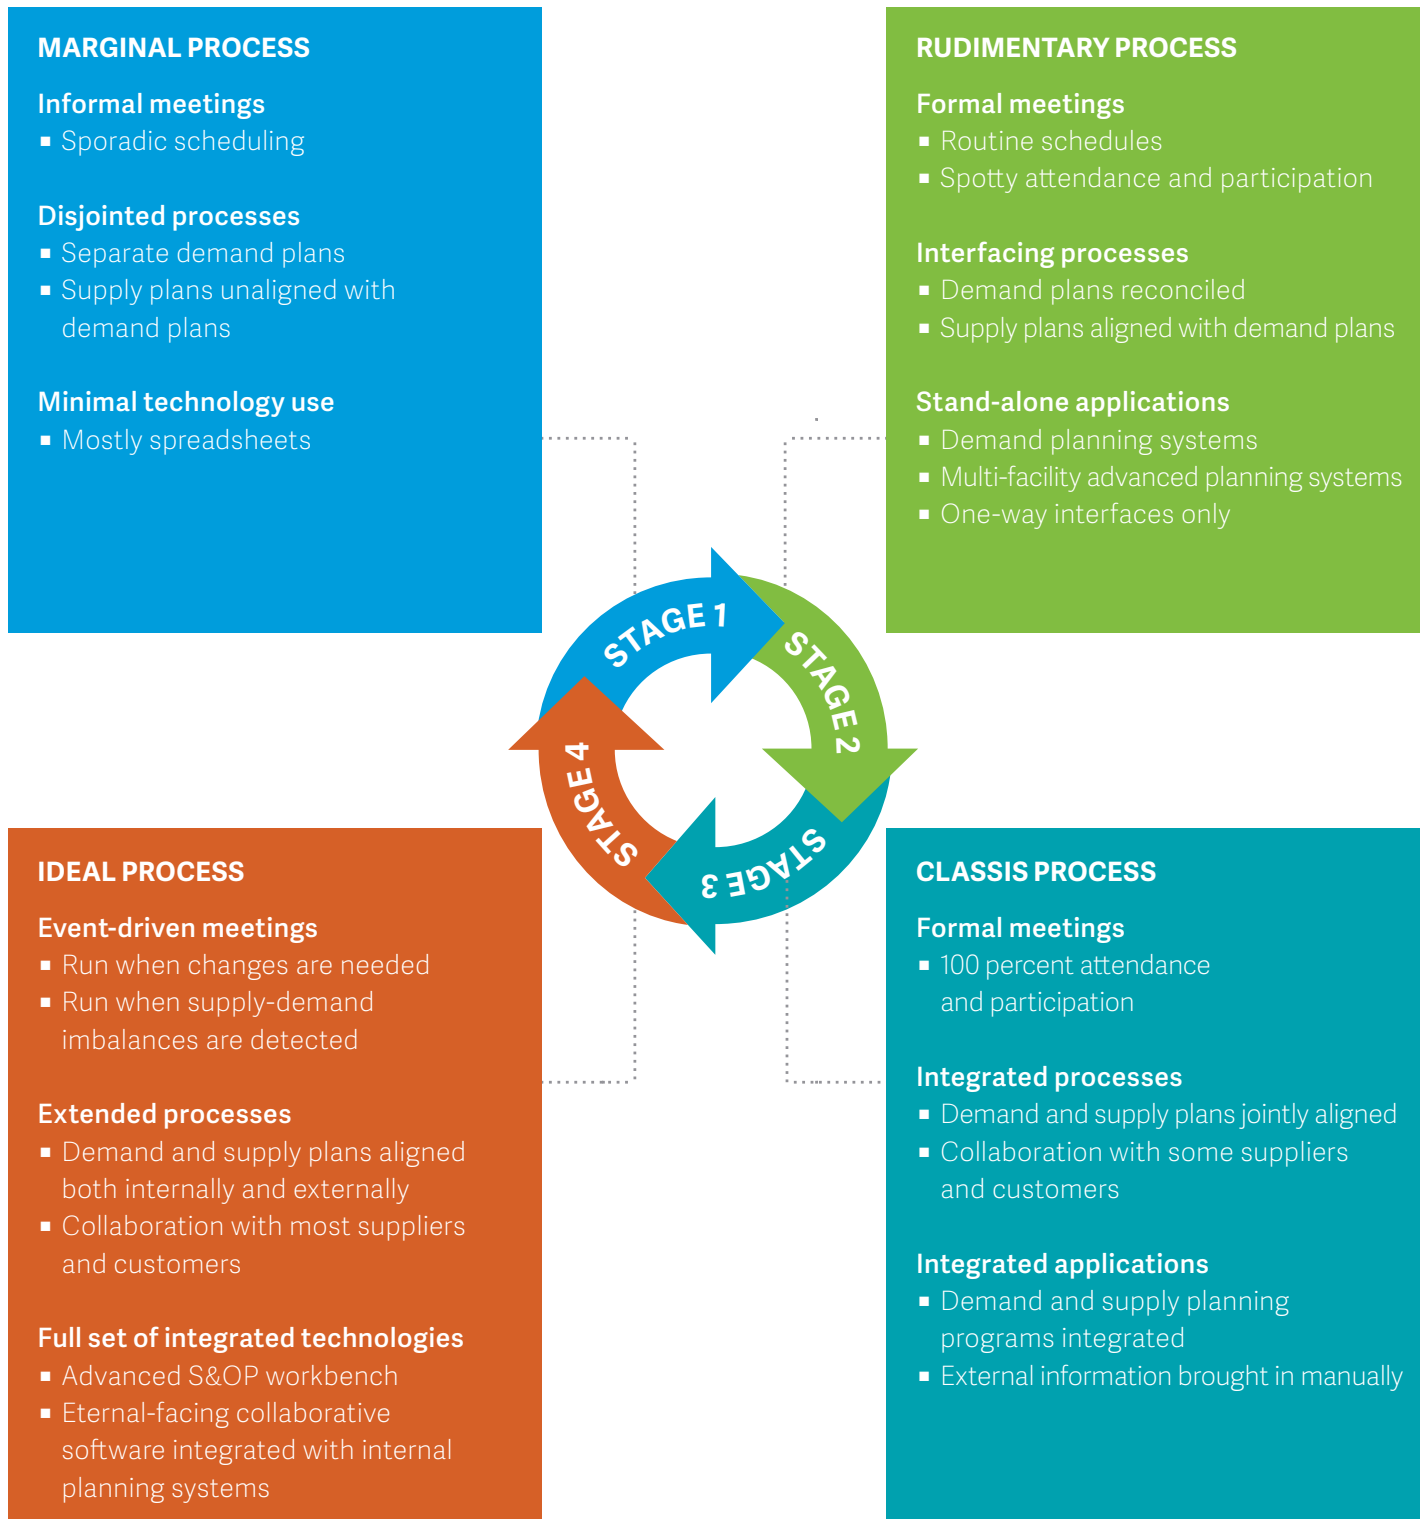 MARGINAL PROCESS
Informal meetings
▪ Sporadic scheduling
Disjointed processes
▪ Separate demand plans
▪ Supply plans unaligned with
demand plans
Minimal technology use
▪ Mostly spreadsheets
RUDIMENTARY PROCESS
Formal meetings
▪ Routine schedules
▪ Spotty attendance and participation
Interfacing processes
▪ Demand plans reconciled
▪ Supply plans aligned with demand plans
Stand-alone applications
▪ Demand planning systems
▪ Multi-facility advanced planning systems
▪ One-way interfaces only
STAGE 1
STAGE 2
STAGE 3
STAGE 4
IDEAL PROCESS
Event-driven meetings
▪ Run when changes are needed
▪ Run when supply-demand
imbalances are detected
Extended processes
▪ Demand and supply plans aligned
both internally and externally
▪ Collaboration with most suppliers
and customers
Full set of integrated technologies
▪ Advanced S&OP workbench
▪ Eternal-facing collaborative
software integrated with internal
planning systems
CLASSIS PROCESS
Formal meetings
▪ 100 percent attendance
and participation
Integrated processes
▪ Demand and supply plans jointly aligned
▪ Collaboration with some suppliers
and customers
Integrated applications
▪ Demand and supply planning
programs integrated
▪ External information brought in manually